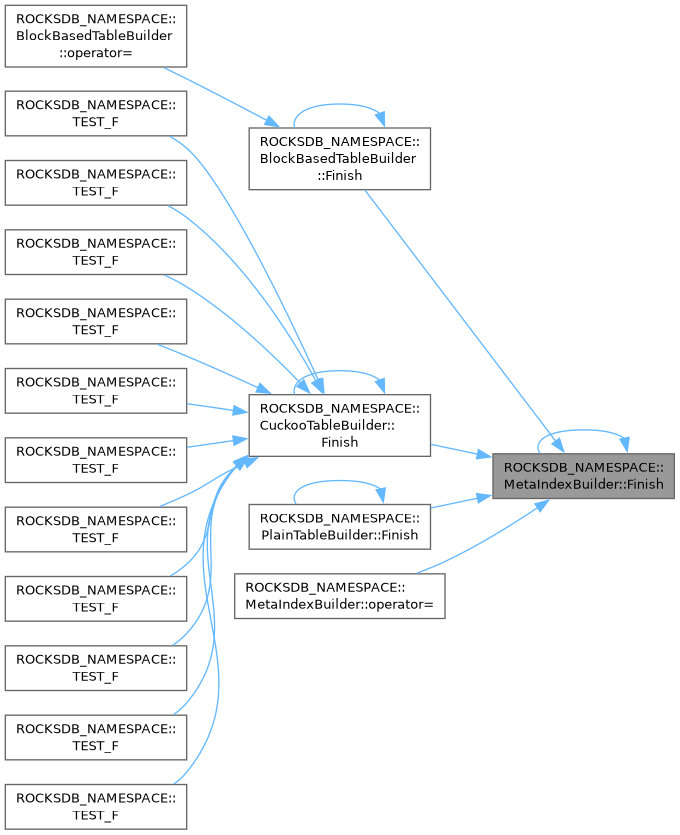 ROCKSDB_NAMESPACE::
BlockBasedTableBuilder
::operator=
ROCKSDB_NAMESPACE::
TEST_F
ROCKSDB_NAMESPACE::
TEST_F
ROCKSDB_NAMESPACE::
TEST_F
ROCKSDB_NAMESPACE::
TEST_F
ROCKSDB_NAMESPACE::
TEST_F
ROCKSDB_NAMESPACE::
TEST_F
ROCKSDB_NAMESPACE::
TEST_F
ROCKSDB_NAMESPACE::
TEST_F
ROCKSDB_NAMESPACE::
TEST_F
ROCKSDB_NAMESPACE::
TEST_F
ROCKSDB_NAMESPACE::
TEST_F
ROCKSDB_NAMESPACE::
BlockBasedTableBuilder
::Finish
ROCKSDB_NAMESPACE::
CuckooTableBuilder::
Finish
ROCKSDB_NAMESPACE::
PlainTableBuilder::Finish
ROCKSDB_NAMESPACE::
MetaIndexBuilder::operator=
ROCKSDB_NAMESPACE::
MetaIndexBuilder::Finish